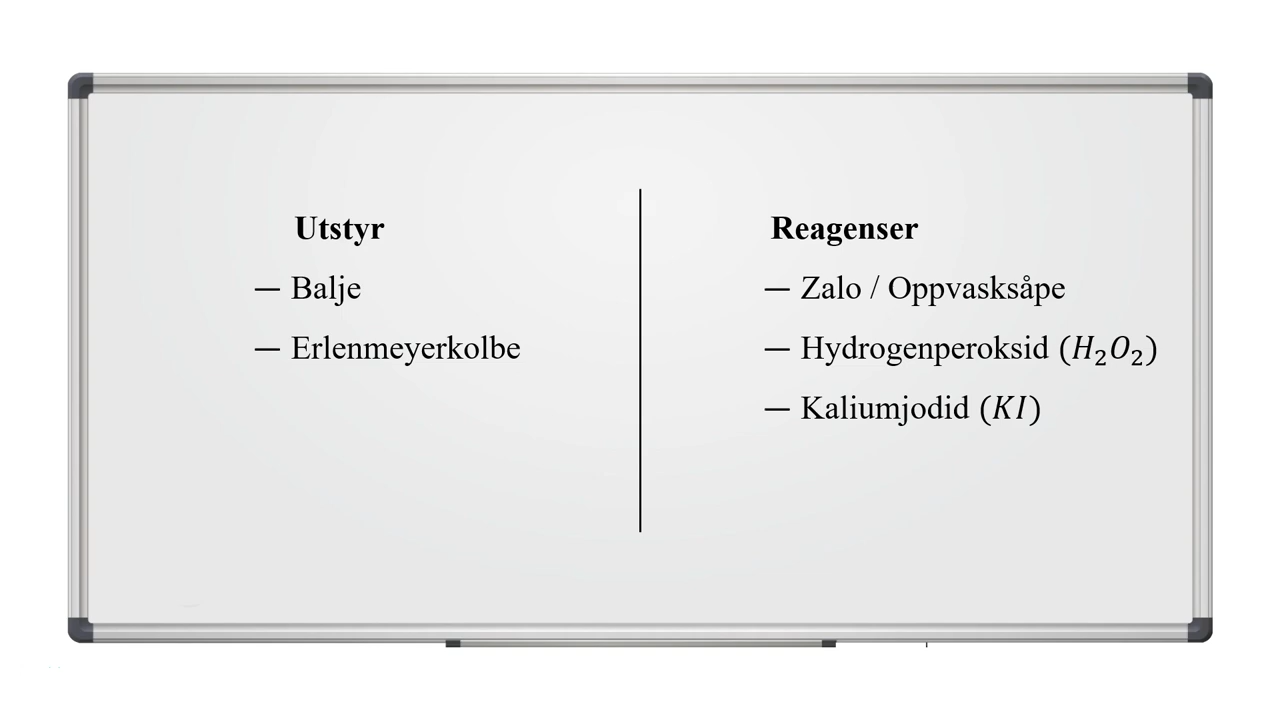 Utstyr
— Balje
— Erlenmeyerkolbe
Reagenser
— Zalo / Oppvasksåpe
— Hydrogenperoksid (H₂O₂)
— Kaliumjodid (KI)